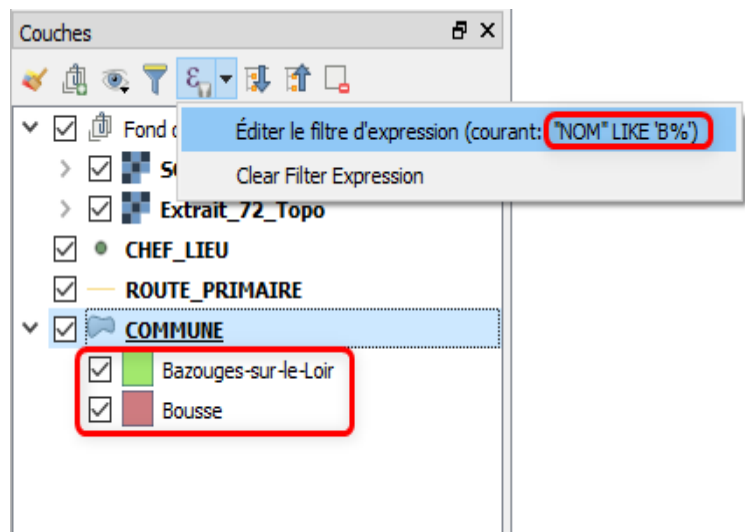 Couches
Éditer le filtre d'expression (courant: "NOM" LIKE 'B%')
Clear Filter Expression
Fond
Extrait_72_Topo
CHEF_LIEU
ROUTE_PRIMAIRE
COMMUNE
Bazouges-sur-le-Loir
Bousse